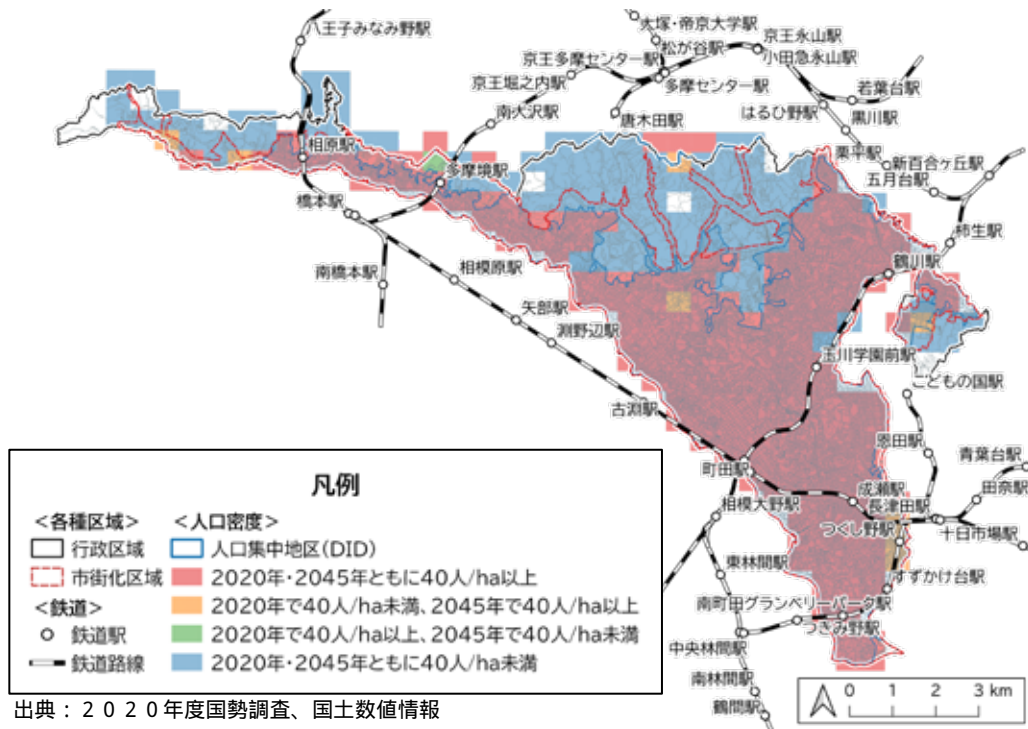 八王子みなみ野駅
大塚・帝京大学駅
松が谷駅
京王永山駅
小田急永山駅
京王多摩センター駅
多摩センター駅
京王堀之内駅
若葉台駅
南大沢駅
唐木田駅
はるひ野駅
黒川駅
栗平駅
新百合ヶ丘駅
五月台駅
相原駅
多摩境駅
橋本駅
柿生駅
南橋本駅
相模原駅
鶴川駅
矢部駅
淵野辺駅
玉川学園前駅
こどもの国駅
古淵駅
恩田駅
青葉台駅
町田駅
成瀬駅
田奈駅
相模大野駅
長津田駅
つくし野駅
十日市場駅
東林間駅
すずかけ台駅
南町田グランベリーパーク駅
つきみ野駅
中央林間駅
南林間駅
鶴間駅
凡例
<各種区域>
行政区域
市街化区域
<鉄道>
鉄道駅
鉄道路線
<人口密度>
人口集中地区(DID)
2020年・2045年ともに40人/ha以上
2020年で40人/ha未満、2045年で40人/ha以上
2020年で40人/ha以上、2045年で40人/ha未満
2020年・2045年ともに40人/ha未満
0 1 2 3 km
出典：２０２０年度国勢調査、国土数値情報